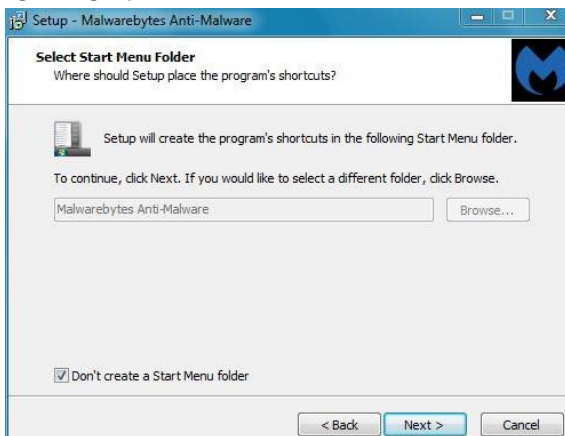 Setup - Malwarebytes Anti-Malware
Select Start Menu Folder
Where should Setup place the program's shortcuts?
Setup will create the program's shortcuts in the following Start Menu folder.
To continue, click Next. If you would like to select a different folder, click Browse.
Malwarebytes Anti-Malware
Browse...
Don't create a Start Menu folder
< Back
Next >
Cancel